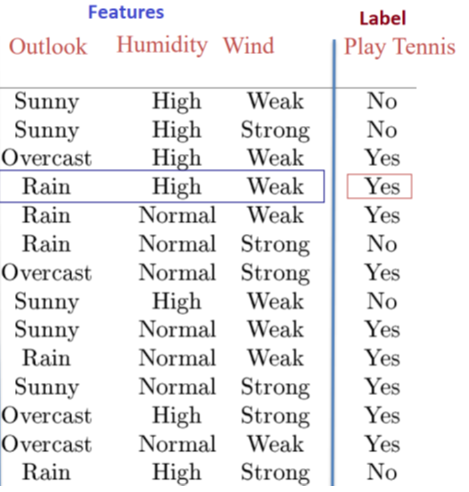 Features Label
Outlook Humidity Wind Play Tennis
Sunny High Weak No
Sunny High Strong No
Overcast High Weak Yes
Rain High Weak Yes
Rain Normal Weak Yes
Rain Normal Strong No
Overcast Normal Strong Yes
Sunny High Weak No
Sunny Normal Weak Yes
Rain Normal Weak Yes
Sunny Normal Strong Yes
Overcast High Strong Yes
Overcast Normal Weak Yes
Rain High Strong No